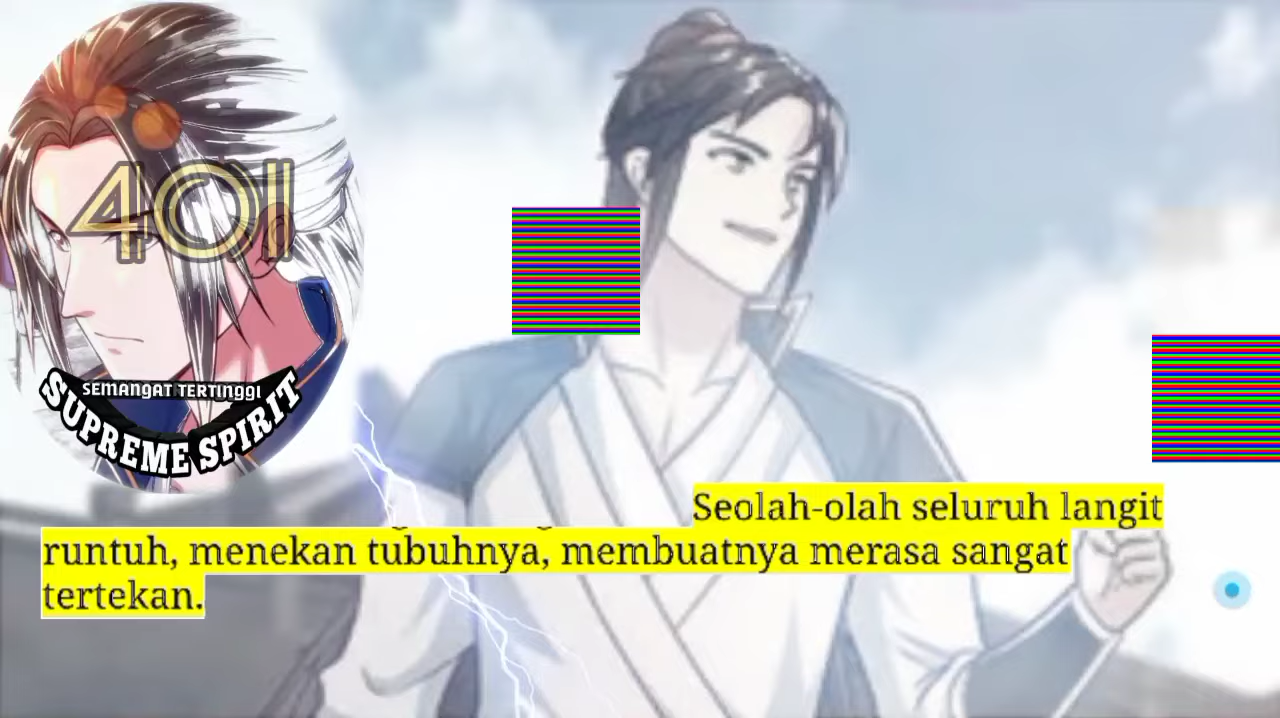 401
SEMANGAT TERTINGGI
SUPREME SPIRIT
Seolah-olah seluruh langit
runtuh, menekan tubuhnya, membuatnya merasa sangat
tertekan.